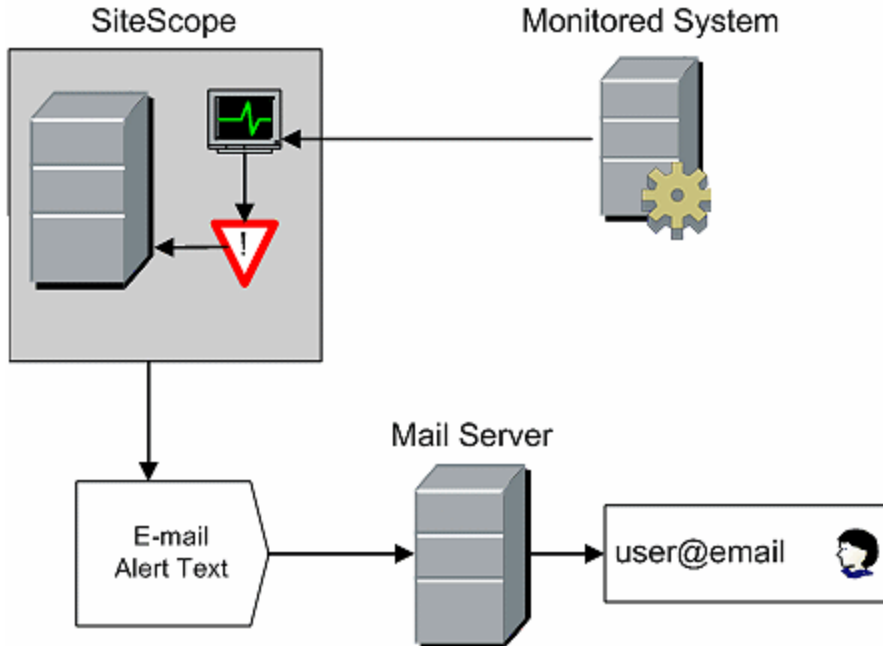 SiteScope
Monitored System
!
Mail Server
E-mail
Alert Text
user@email